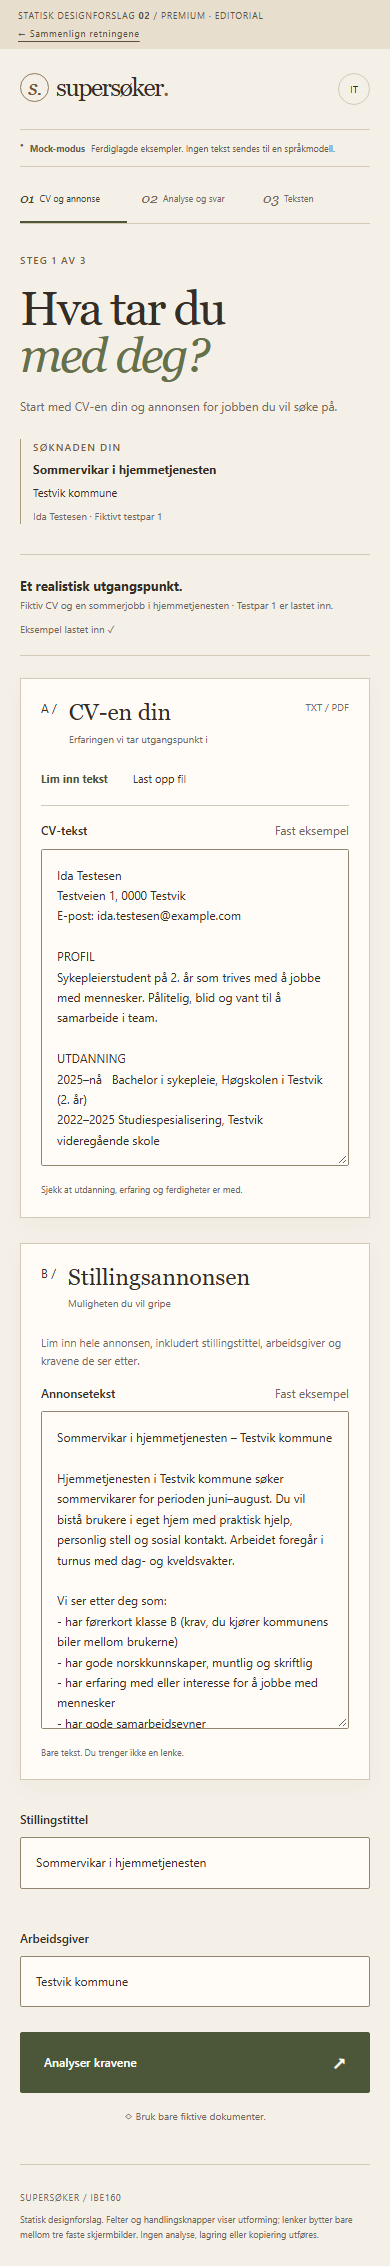 STATISK DESIGNFORSLAG 02 / PREMIUM · EDITORIAL
← Sammenlign retningene
s. supersøker.
IT
* Mock-modus Ferdiglagde eksempler. Ingen tekst sendes til en språkmodell.
01 CV og annonse 02 Analyse og svar 03 Teksten
STEG 1 AV 3
Hva tar du
med deg?
Start med CV-en din og annonsen for jobben du vil søke på.
SØKNADEN DIN
Sommervikar i hjemmetjenesten
Testvik kommune
Ida Testesen · Fiktivt testpar 1
Et realistisk utgangspunkt.
Fiktiv CV og en sommerjobb i hjemmetjenesten · Testpar 1 er lastet inn.
Eksempel lastet inn ✓
A / CV-en din TXT / PDF
Erfaringen vi tar utgangspunkt i
Lim inn tekst Last opp fil
CV-tekst Fast eksempel
Ida Testesen
Testveien 1, 0000 Testvik
E-post: ida.testesen@example.com
PROFIL
Sykepleierstudent på 2. år som trives med å jobbe
med mennesker. Pålitelig, blid og vant til å
samarbeide i team.
UTDANNING
2025–nå Bachelor i sykepleie, Høgskolen i Testvik
(2. år)
2022–2025 Studiespesialisering, Testvik
videregående skole
Sjekk at utdanning, erfaring og ferdigheter er med.
B / Stillingsannonsen
Muligheten du vil gripe
Lim inn hele annonsen, inkludert stillingstittel, arbeidsgiver og
kravene de ser etter.
Annonsetekst Fast eksempel
Sommervikar i hjemmetjenesten – Testvik kommune
Hjemmetjenesten i Testvik kommune søker
sommervikarer for perioden juni–august. Du vil
bistå brukere i eget hjem med praktisk hjelp,
personlig stell og sosial kontakt. Arbeidet foregår i
turnus med dag- og kveldsvakter.
Vi ser etter deg som:
- har førerkort klasse B (krav, du kjører kommunens
biler mellom brukerne)
- har gode norskkunnskaper, muntlig og skriftlig
- har erfaring med eller interesse for å jobbe med
mennesker
- har gode samarbeidsevner
Bare tekst. Du trenger ikke en lenke.
Stillingstittel
Sommervikar i hjemmetjenesten
Arbeidsgiver
Testvik kommune
Analyser kravene ↗
◇ Bruk bare fiktive dokumenter.
SUPERSØKER / IBE160
Statisk designforslag. Felter og handlingsknapper viser utforming; lenker bytter bare
mellom tre faste skjermbilder. Ingen analyse, lagring eller kopiering utføres.